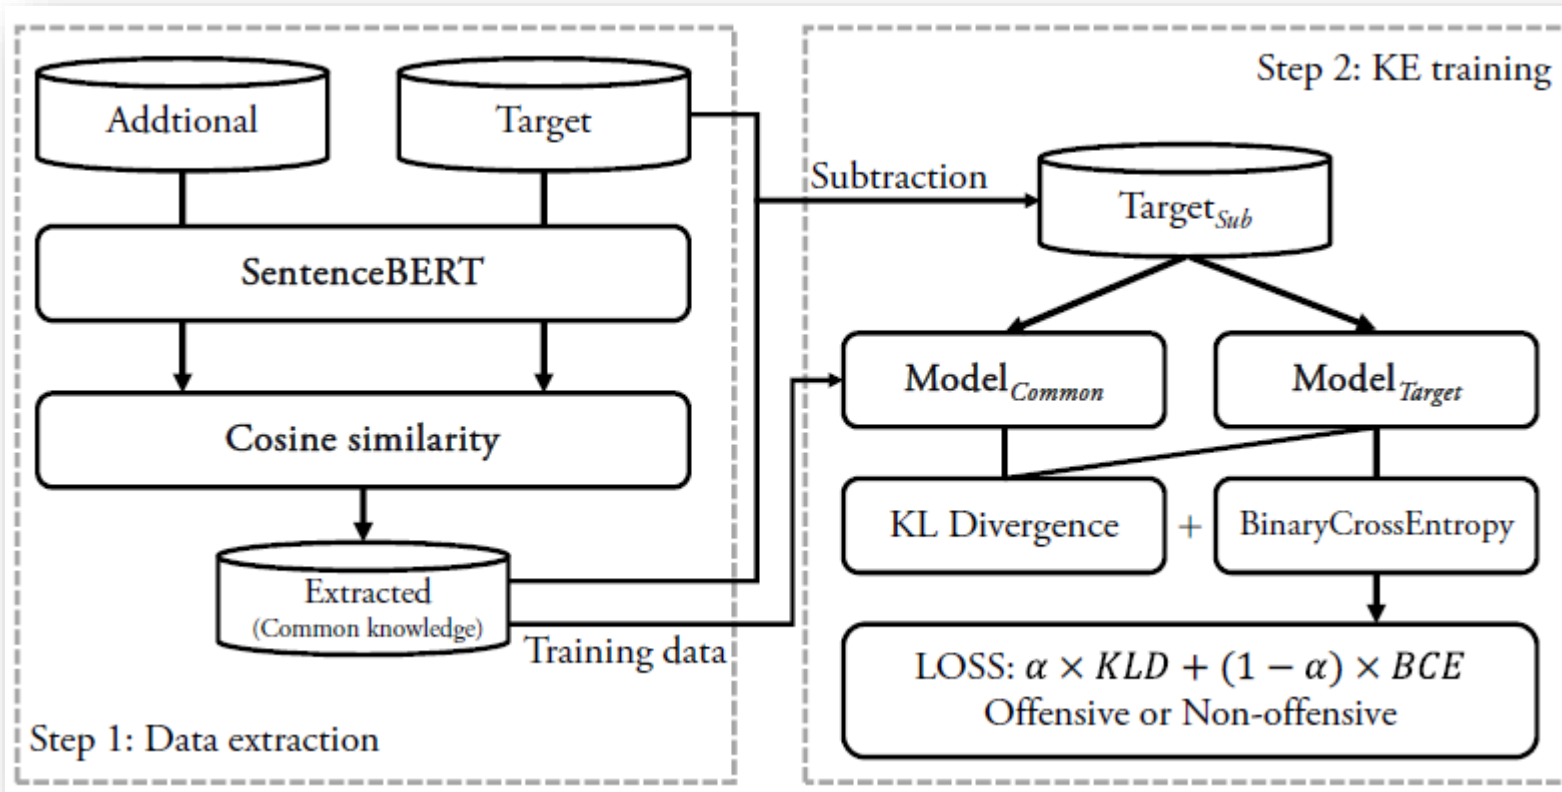 Addtional
Target
SentenceBERT
Cosine similarity
Extracted
(Common knowledge)
Training data
Step 1: Data extraction
Step 2: KE training
Subtraction
Target_Sub
Model_Common
Model_Target
KL Divergence + BinaryCrossEntropy
LOSS: α × KLD + (1 − α) × BCE
Offensive or Non-offensive